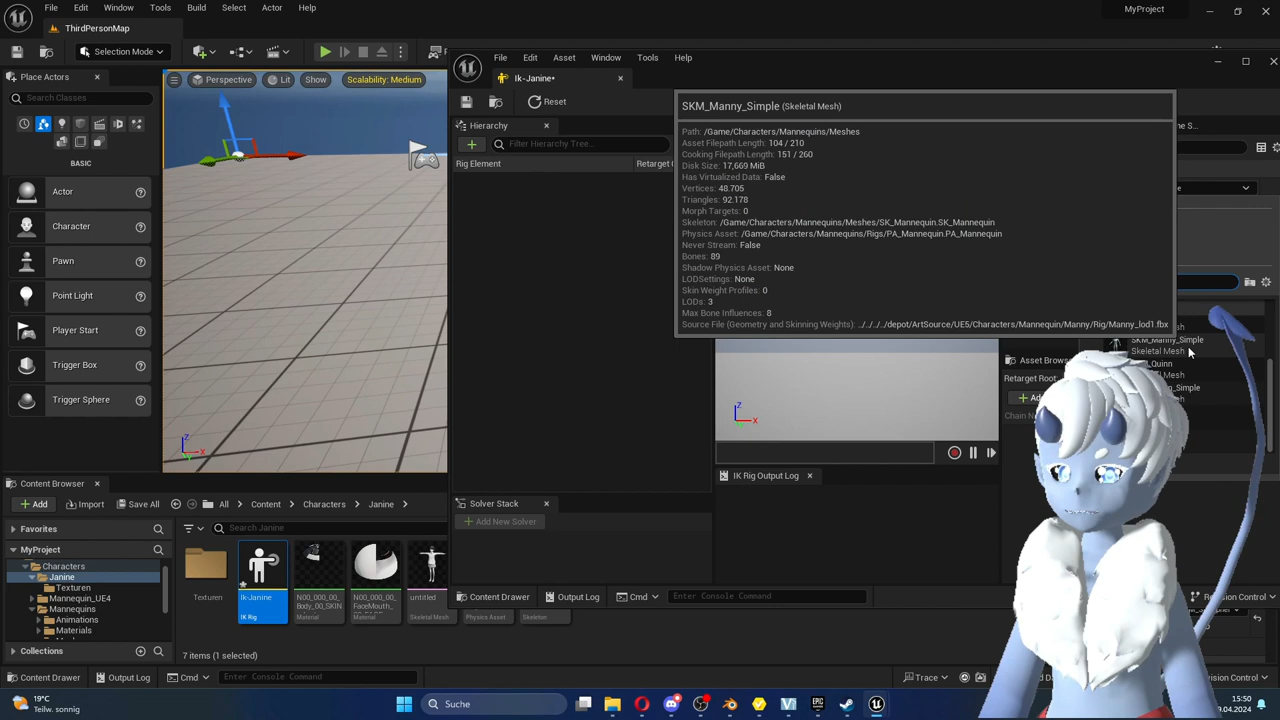 File Edit Window Tools Build Select Actor Help
MyProject
ThirdPersonMap
Selection Mode
File Edit Asset Window Tools Help
Place Actors
Perspective Lit Show Scalability: Medium
Ik-Janine*
Search Classes
Reset
SKM_Manny_Simple (Skeletal Mesh)
Hierarchy
Path: /Game/Characters/Mannequins/Meshes
Asset Filepath Length: 104 / 210
Filter Hierarchy Tree...
Cooking Filepath Length: 151 / 260
BASIC
Rig Element
Retarget
Disk Size: 17,669 MiB
Has Virtualized Data: False
Vertices: 48.705
Actor
Triangles: 92.178
Morph Targets: 0
Character
Skeleton: /Game/Characters/Mannequins/Meshes/SK_Mannequin.SK_Mannequin
Physics Asset: /Game/Characters/Mannequins/Rigs/PA_Mannequin.PA_Mannequin
Never Stream: False
Pawn
Bones: 89
Shadow Physics Asset: None
LODSettings: None
Point Light
Skin Weight Profiles: 0
LODs: 3
Max Bone Influences: 8
Source File (Geometry and Skinning Weights): ../../../../depot/ArtSource/UE5/Characters/Mannequin/Manny/Rig/Manny_lod1.fbx
Player Start
SKM_Manny_Simple
Skeletal Mesh
Trigger Box
Asset
Quinn
Mesh
Retarget Root:
Simple
Trigger Sphere
Chain
X Y Z
X Z
IK Rig Output Log
Content Browser
Solver Stack
Add Import Save All All Content Characters Janine
Add New Solver
Favorites
Search Janine
MyProject
Characters
Janine
Texturen
Mannequin_UE4
Mannequins
Animations
Materials
Texturen
Ik-Janine
IK Rig
N00_000_00_Body_00_SKIN
Material
N00_000_00_FaceMouth
Material
untitled
Skeletal Mesh
Physics Asset
Skeleton
Content Drawer Output Log Cmd Enter Console Command
Control
Collections
7 items (1 selected)
Content Drawer Output Log Cmd Enter Console Command
Trace
Control
19°C
Teilw. sonnig
Suche
15:50